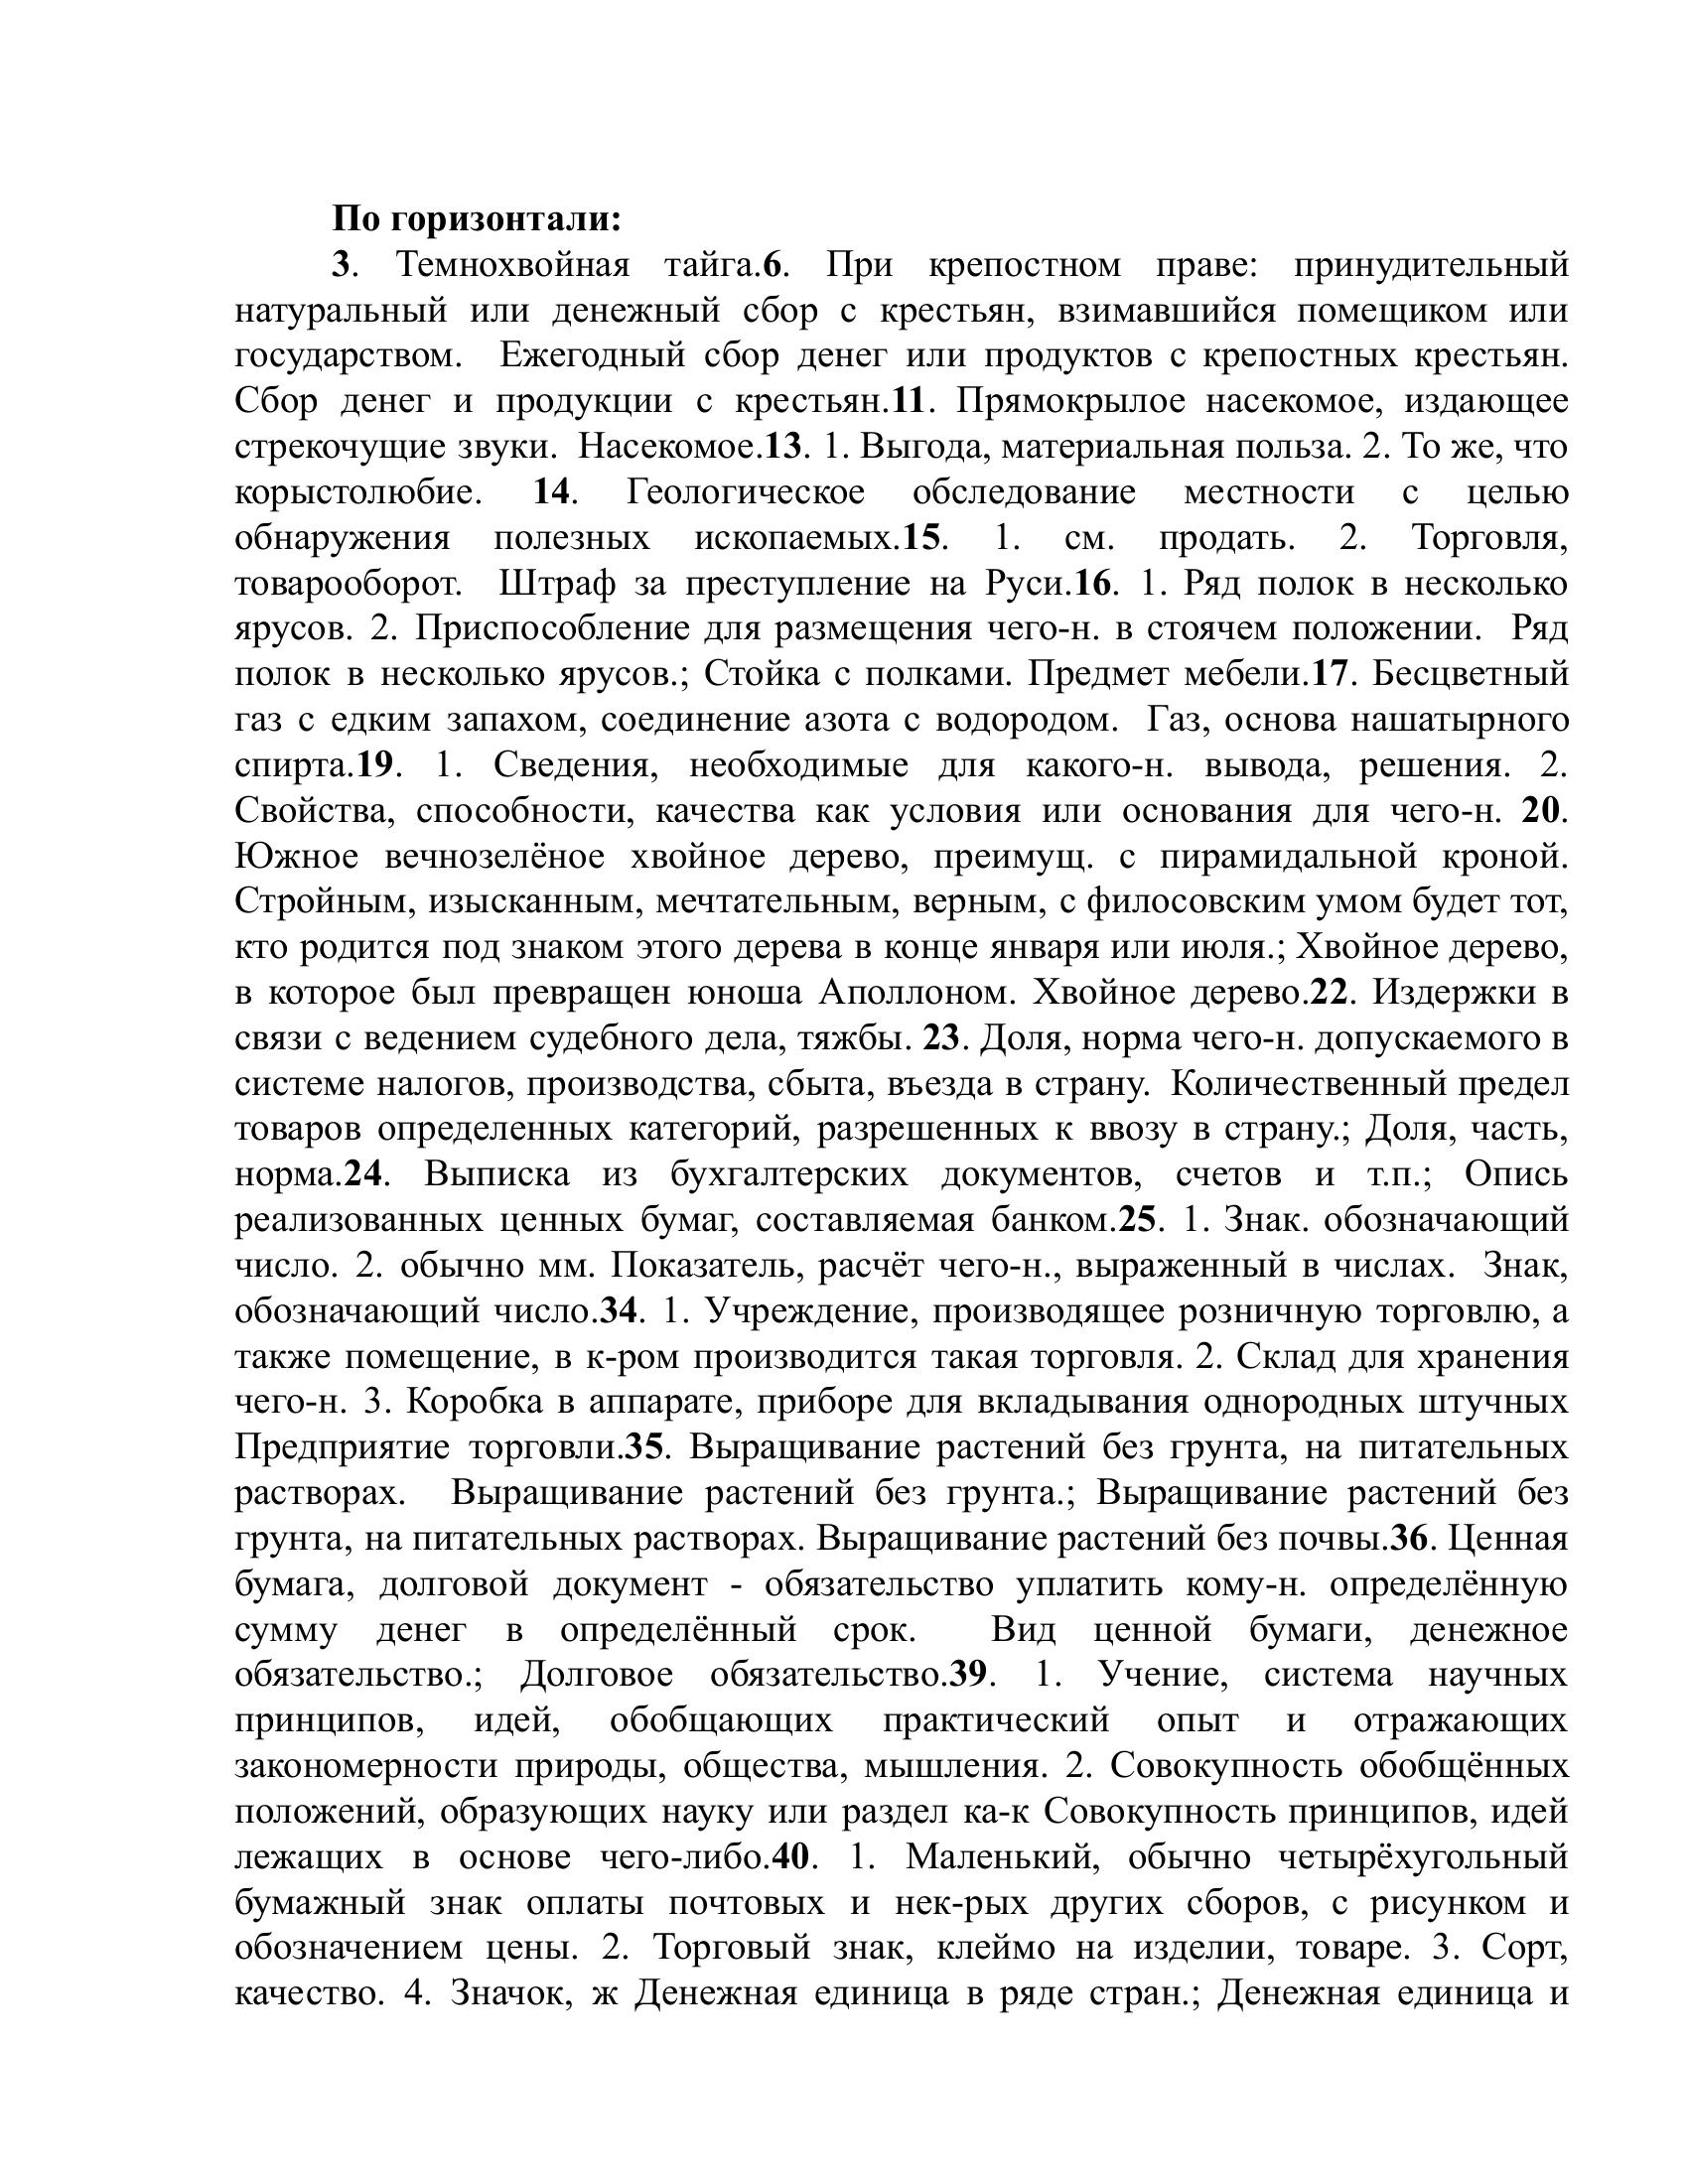 По горизонтали:
3. Темнохвойная тайга.6. При крепостном праве: принудительный
натуральный или денежный сбор с крестьян, взимавшийся помещиком или
государством. Ежегодный сбор денег или продуктов с крепостных крестьян.
Сбор денег и продукции с крестьян.11. Прямокрылое насекомое, издающее
стрекочущие звуки. Насекомое.13. 1. Выгода, материальная польза. 2. То же, что
корыстолюбие. 14. Геологическое обследование местности с целью
обнаружения полезных ископаемых.15. 1. см. продать. 2. Торговля,
товарооборот. Штраф за преступление на Руси.16. 1. Ряд полок в несколько
ярусов. 2. Приспособление для размещения чего-н. в стоячем положении. Ряд
полок в несколько ярусов.; Стойка с полками. Предмет мебели.17. Бесцветный
газ с едким запахом, соединение азота с водородом. Газ, основа нашатырного
спирта.19. 1. Сведения, необходимые для какого-н. вывода, решения. 2.
Свойства, способности, качества как условия или основания для чего-н. 20.
Южное вечнозелёное хвойное дерево, преимущ. с пирамидальной кроной.
Стройным, изысканным, мечтательным, верным, с филосовским умом будет тот,
кто родится под знаком этого дерева в конце января или июля.; Хвойное дерево,
в которое был превращен юноша Аполлоном. Хвойное дерево.22. Издержки в
связи с ведением судебного дела, тяжбы. 23. Доля, норма чего-н. допускаемого в
системе налогов, производства, сбыта, въезда в страну. Количественный предел
товаров определенных категорий, разрешенных к ввозу в страну.; Доля, часть,
норма.24. Выписка из бухгалтерских документов, счетов и т.п.; Опись
реализованных ценных бумаг, составляемая банком.25. 1. Знак. обозначающий
число. 2. обычно мм. Показатель, расчёт чего-н., выраженный в числах. Знак,
обозначающий число.34. 1. Учреждение, производящее розничную торговлю, а
также помещение, в к-ром производится такая торговля. 2. Склад для хранения
чего-н. 3. Коробка в аппарате, приборе для вкладывания однородных штучных
Предприятие торговли.35. Выращивание растений без грунта, на питательных
растворах. Выращивание растений без грунта.; Выращивание растений без
грунта, на питательных растворах. Выращивание растений без почвы.36. Ценная
бумага, долговой документ - обязательство уплатить кому-н. определённую
сумму денег в определённый срок. Вид ценной бумаги, денежное
обязательство.; Долговое обязательство.39. 1. Учение, система научных
принципов, идей, обобщающих практический опыт и отражающих
закономерности природы, общества, мышления. 2. Совокупность обобщённых
положений, образующих науку или раздел ка-к Совокупность принципов, идей
лежащих в основе чего-либо.40. 1. Маленький, обычно четырёхугольный
бумажный знак оплаты почтовых и нек-рых других сборов, с рисунком и
обозначением цены. 2. Торговый знак, клеймо на изделии, товаре. 3. Сорт,
качество. 4. Значок, ж Денежная единица в ряде стран.; Денежная единица и